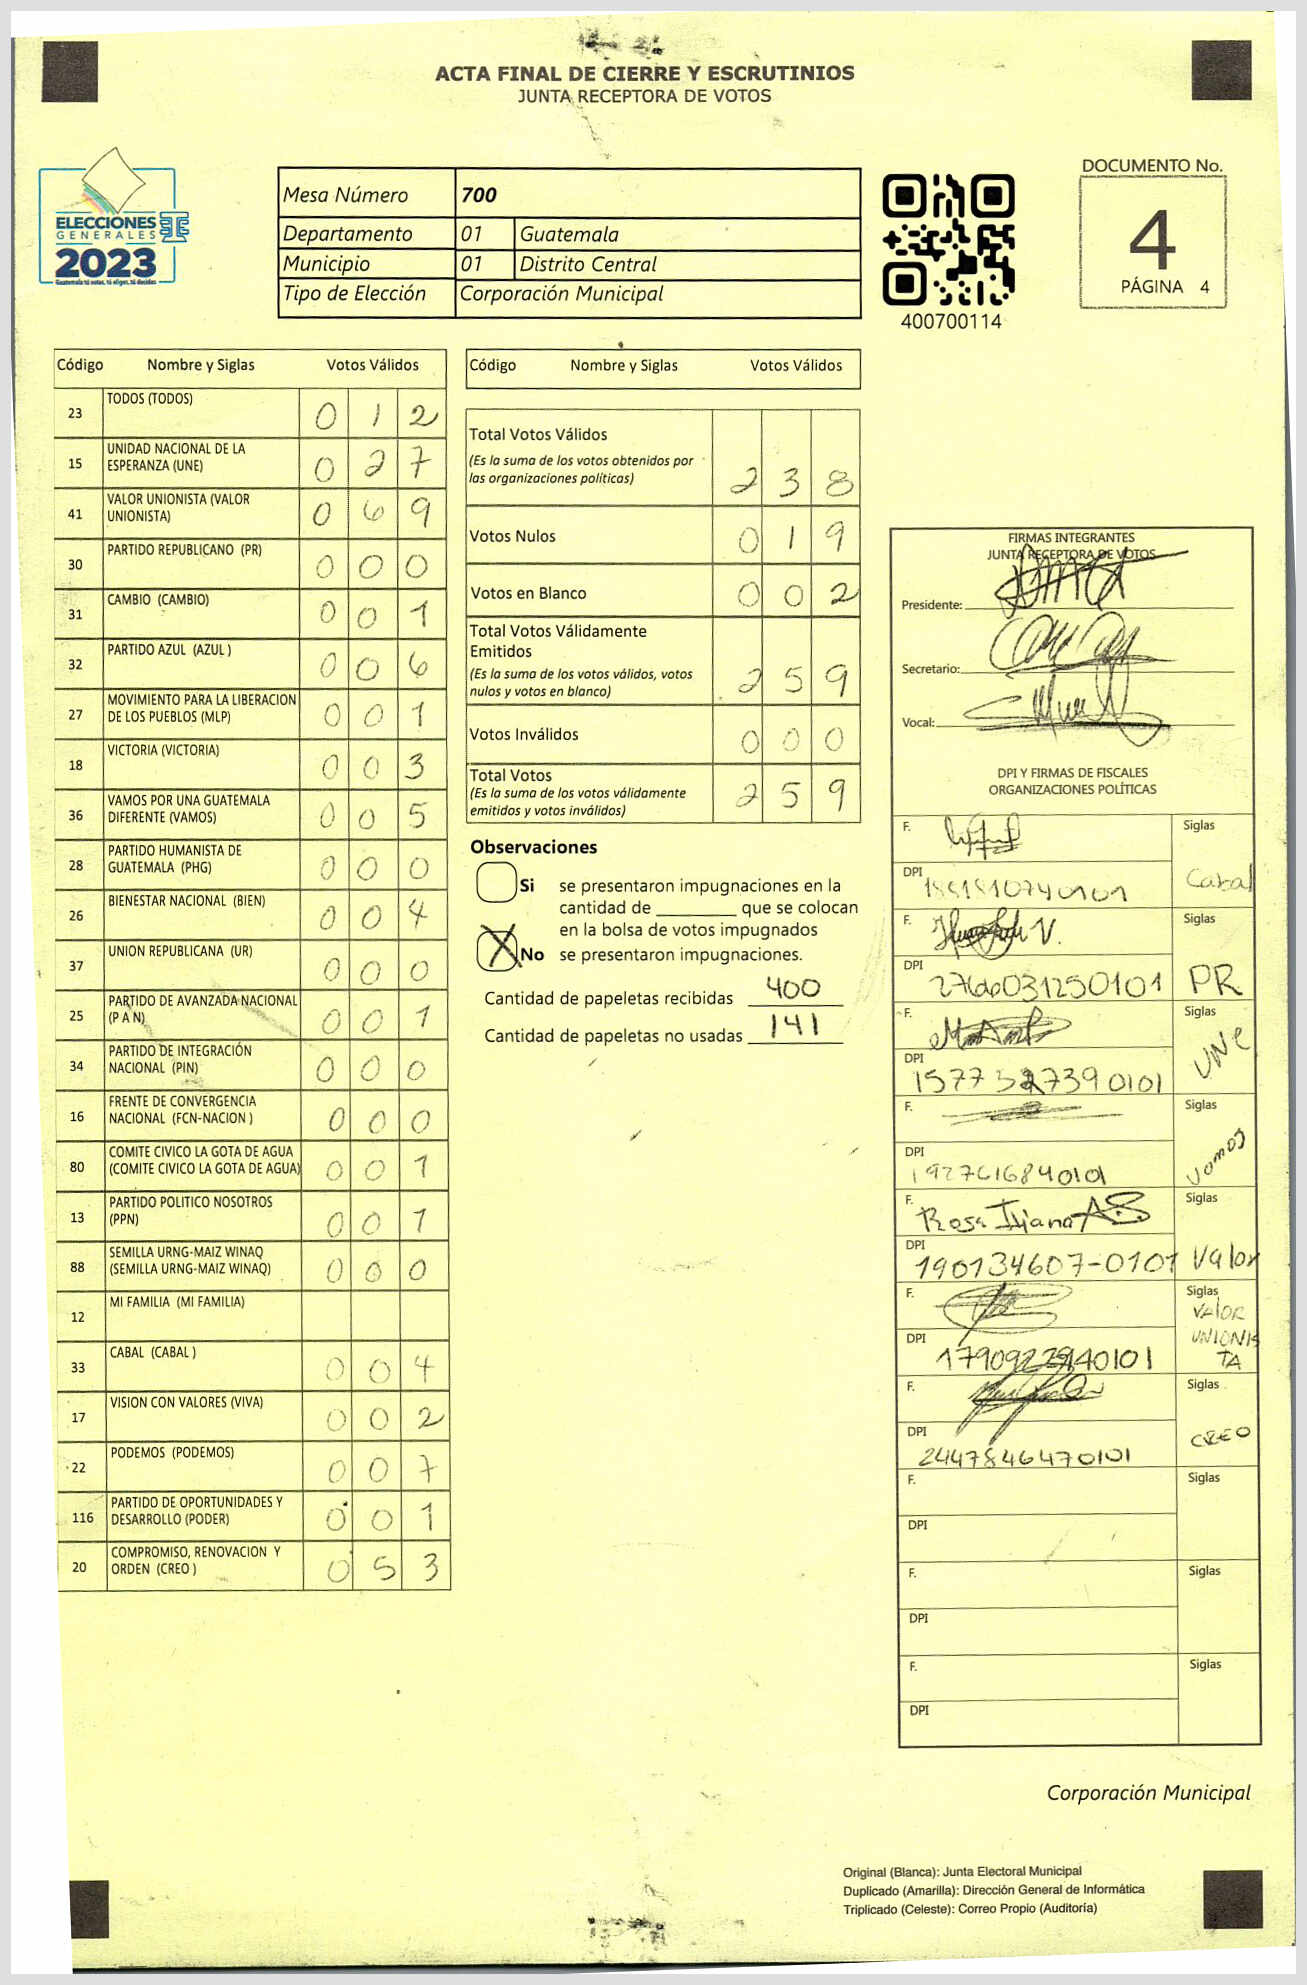 ACTA FINAL DE CIERRE Y ESCRUTINIOS
JUNTA RECEPTORA DE VOTOS
ELECCIONES
GENERALES
2023
Guatemala tú votas, tú eliges, tú decides
Mesa Número 700
Departamento 01 Guatemala
Municipio 01 Distrito Central
Tipo de Elección Corporación Municipal
400700114
DOCUMENTO No.
4
PÁGINA 4
Código Nombre y Siglas Votos Válidos
23 TODOS (TODOS) 0 1 2
15 UNIDAD NACIONAL DE LA
ESPERANZA (UNE) 0 2 7
41 VALOR UNIONISTA (VALOR
UNIONISTA) 0 6 9
30 PARTIDO REPUBLICANO (PR) 0 0 0
31 CAMBIO (CAMBIO) 0 0 1
32 PARTIDO AZUL (AZUL ) 0 0 6
27 MOVIMIENTO PARA LA LIBERACION
DE LOS PUEBLOS (MLP) 0 0 1
18 VICTORIA (VICTORIA) 0 0 3
36 VAMOS POR UNA GUATEMALA
DIFERENTE (VAMOS) 0 0 5
28 PARTIDO HUMANISTA DE
GUATEMALA (PHG) 0 0 0
26 BIENESTAR NACIONAL (BIEN) 0 0 4
37 UNION REPUBLICANA (UR) 0 0 0
25 PARTIDO DE AVANZADA NACIONAL
(P A N) 0 0 1
34 PARTIDO DE INTEGRACIÓN
NACIONAL (PIN) 0 0 0
16 FRENTE DE CONVERGENCIA
NACIONAL (FCN-NACION ) 0 0 0
80 COMITE CIVICO LA GOTA DE AGUA
(COMITE CIVICO LA GOTA DE AGUA) 0 0 1
13 PARTIDO POLITICO NOSOTROS
(PPN) 0 0 1
88 SEMILLA URNG-MAIZ WINAQ
(SEMILLA URNG-MAIZ WINAQ) 0 0 0
12 MI FAMILIA (MI FAMILIA)
33 CABAL (CABAL ) 0 0 4
17 VISION CON VALORES (VIVA) 0 0 2
22 PODEMOS (PODEMOS) 0 0 7
116 PARTIDO DE OPORTUNIDADES Y
DESARROLLO (PODER) 0 0 1
20 COMPROMISO, RENOVACION Y
ORDEN (CREO ) 0 5 3
Código Nombre y Siglas Votos Válidos
Total Votos Válidos
(Es la suma de los votos obtenidos por
las organizaciones políticas) 2 3 8
Votos Nulos 0 1 9
Votos en Blanco 0 0 2
Total Votos Válidamente
Emitidos
(Es la suma de los votos válidos, votos
nulos y votos en blanco) 2 5 9
Votos Inválidos 0 0 0
Total Votos
(Es la suma de los votos válidamente
emitidos y votos inválidos) 2 5 9
Observaciones
Si se presentaron impugnaciones en la
cantidad de ________ que se colocan
en la bolsa de votos impugnados
X No se presentaron impugnaciones.
Cantidad de papeletas recibidas 400
Cantidad de papeletas no usadas 141
FIRMAS INTEGRANTES
JUNTA RECEPTORA DE VOTOS
Presidente:
Secretario:
Vocal:
DPI Y FIRMAS DE FISCALES
ORGANIZACIONES POLÍTICAS
F. Siglas
DPI Cabal
F. Siglas
DPI 2766031250101 PR
F. Siglas
DPI UNE
F. Siglas
DPI 1927616840101 Vamos
F. Rosa Iliana A.S Siglas
DPI 190134607-0101 Valor
F. Siglas
VALOR
UNIONIS
TA
DPI
F. Siglas
DPI 2447846470101 CREO
F. Siglas
DPI
F. Siglas
DPI
F. Siglas
DPI
Corporación Municipal
Original (Blanca): Junta Electoral Municipal
Duplicado (Amarilla): Dirección General de Informática
Triplicado (Celeste): Correo Propio (Auditoría)